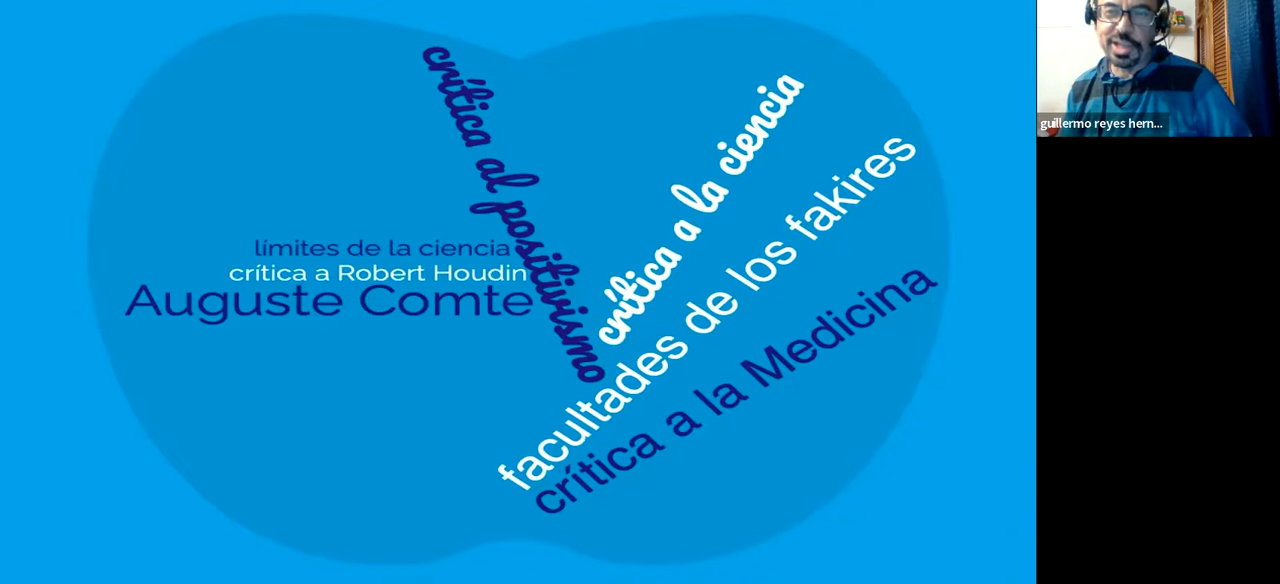 crítica al positivismo
crítica a la ciencia
facultades de los fakires
límites de la ciencia
crítica a Robert Houdin
Auguste Comte
crítica a la Medicina
guillermo reyes hern...